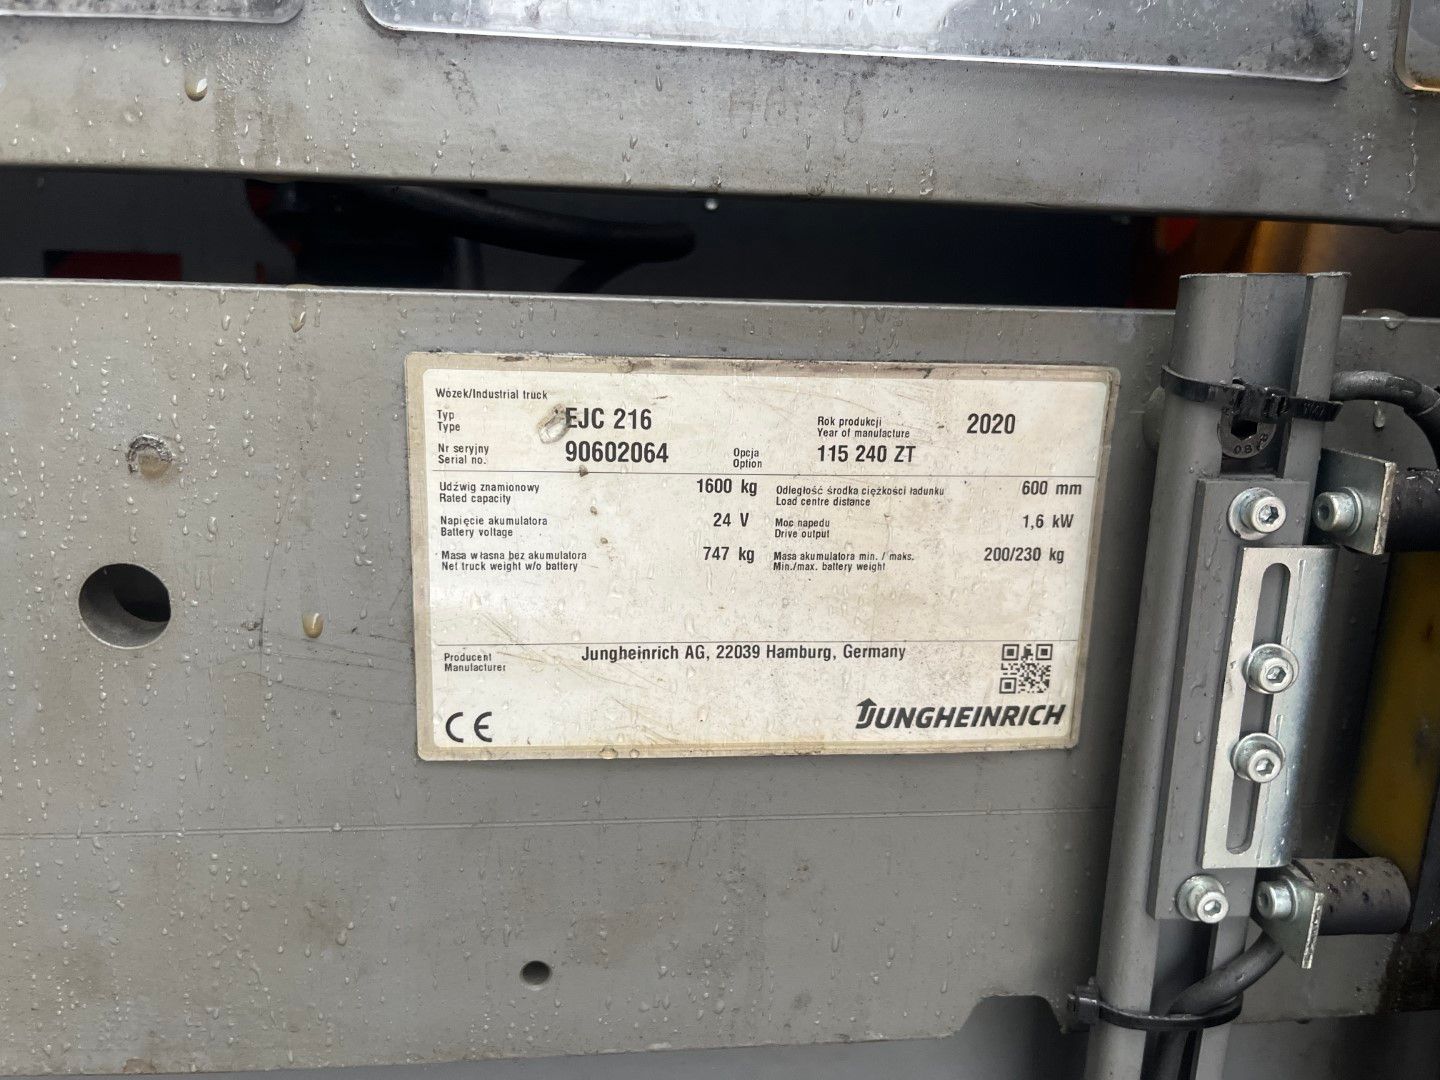 Wózek/Industrial truck
Typ
Type
EJC 216
Rok produkcji
Year of manufacture
2020
Nr seryjny
Serial no.
90602064
Opcja
Option
115 240 ZT
Udźwig znamionowy
Rated capacity
1600 kg
Odległość środka ciężkości ładunku
Load centre distance
600 mm
Napięcie akumulatora
Battery voltage
24 V
Moc napędu
Drive output
1,6 kW
Masa własna bez akumulatora
Net truck weight w/o battery
747 kg
Masa akumulatora min. / maks.
Min./max. battery weight
200/230 kg
Producent
Manufacturer
Jungheinrich AG, 22039 Hamburg, Germany
CE
JUNGHEINRICH